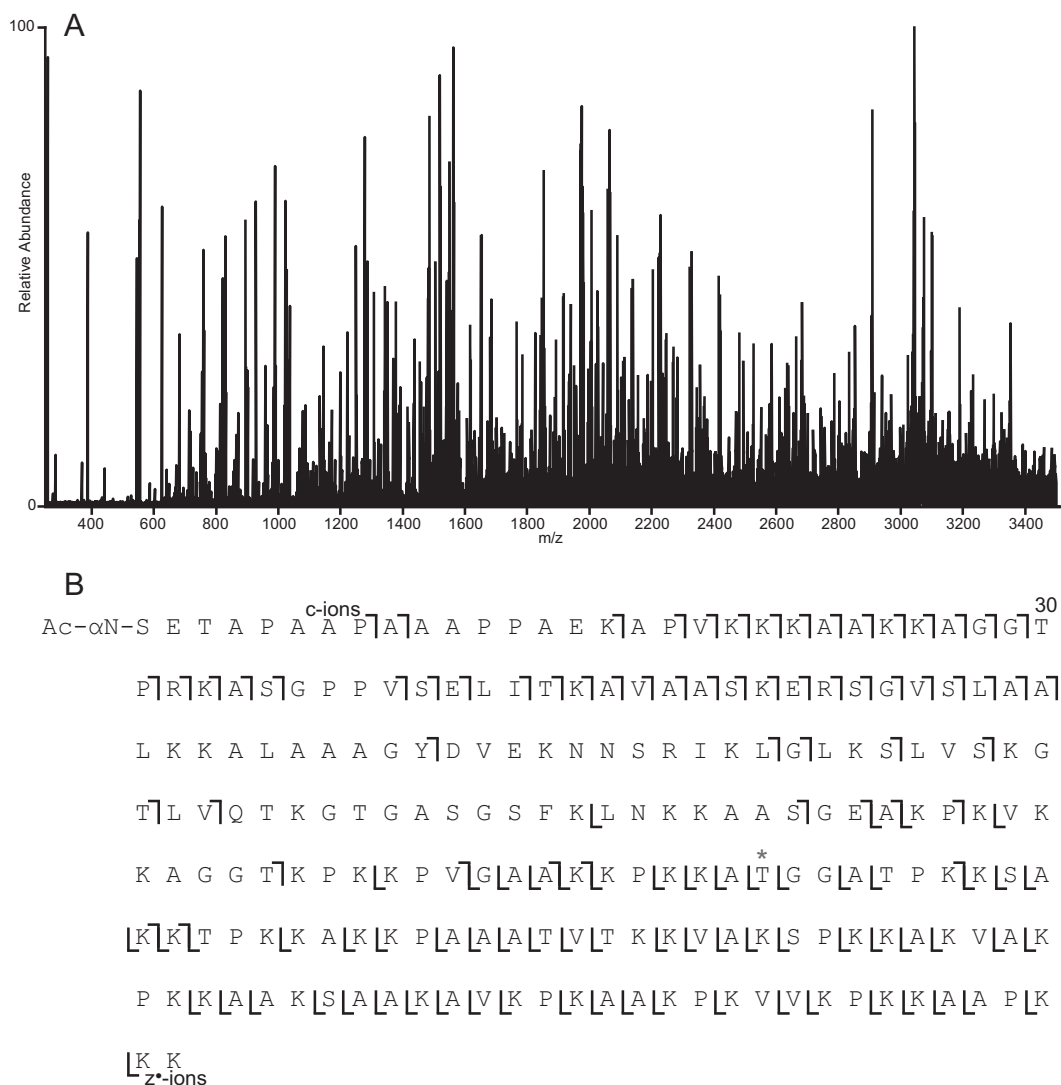 A
100
Relative Abundance
0
400 600 800 1000 1200 1400 1600 1800 2000 2200 2400 2600 2800 3000 3200 3400
m/z
B
c-ions
30
Ac-αN-S E T A P A A P A A A P P A E K A P V K K K A A K K A G G T
P R K A S G P P V S E L I T K A V A A S K E R S G V S L A A
L K K A L A A A G Y D V E K N N S R I K L G L K S L V S K G
T L V Q T K G T G A S G S F K L N K K A A S G E A K P K V K
*
K A G G T K P K K P V G A A K K P K K A T G G A T P K K S A
K K T P K K A K K P A A A T V T K K V A K S P K K A K V A K
P K K A A K S A A K A V K P K A A K P K V V K P K K A A P K
K K
z•-ions